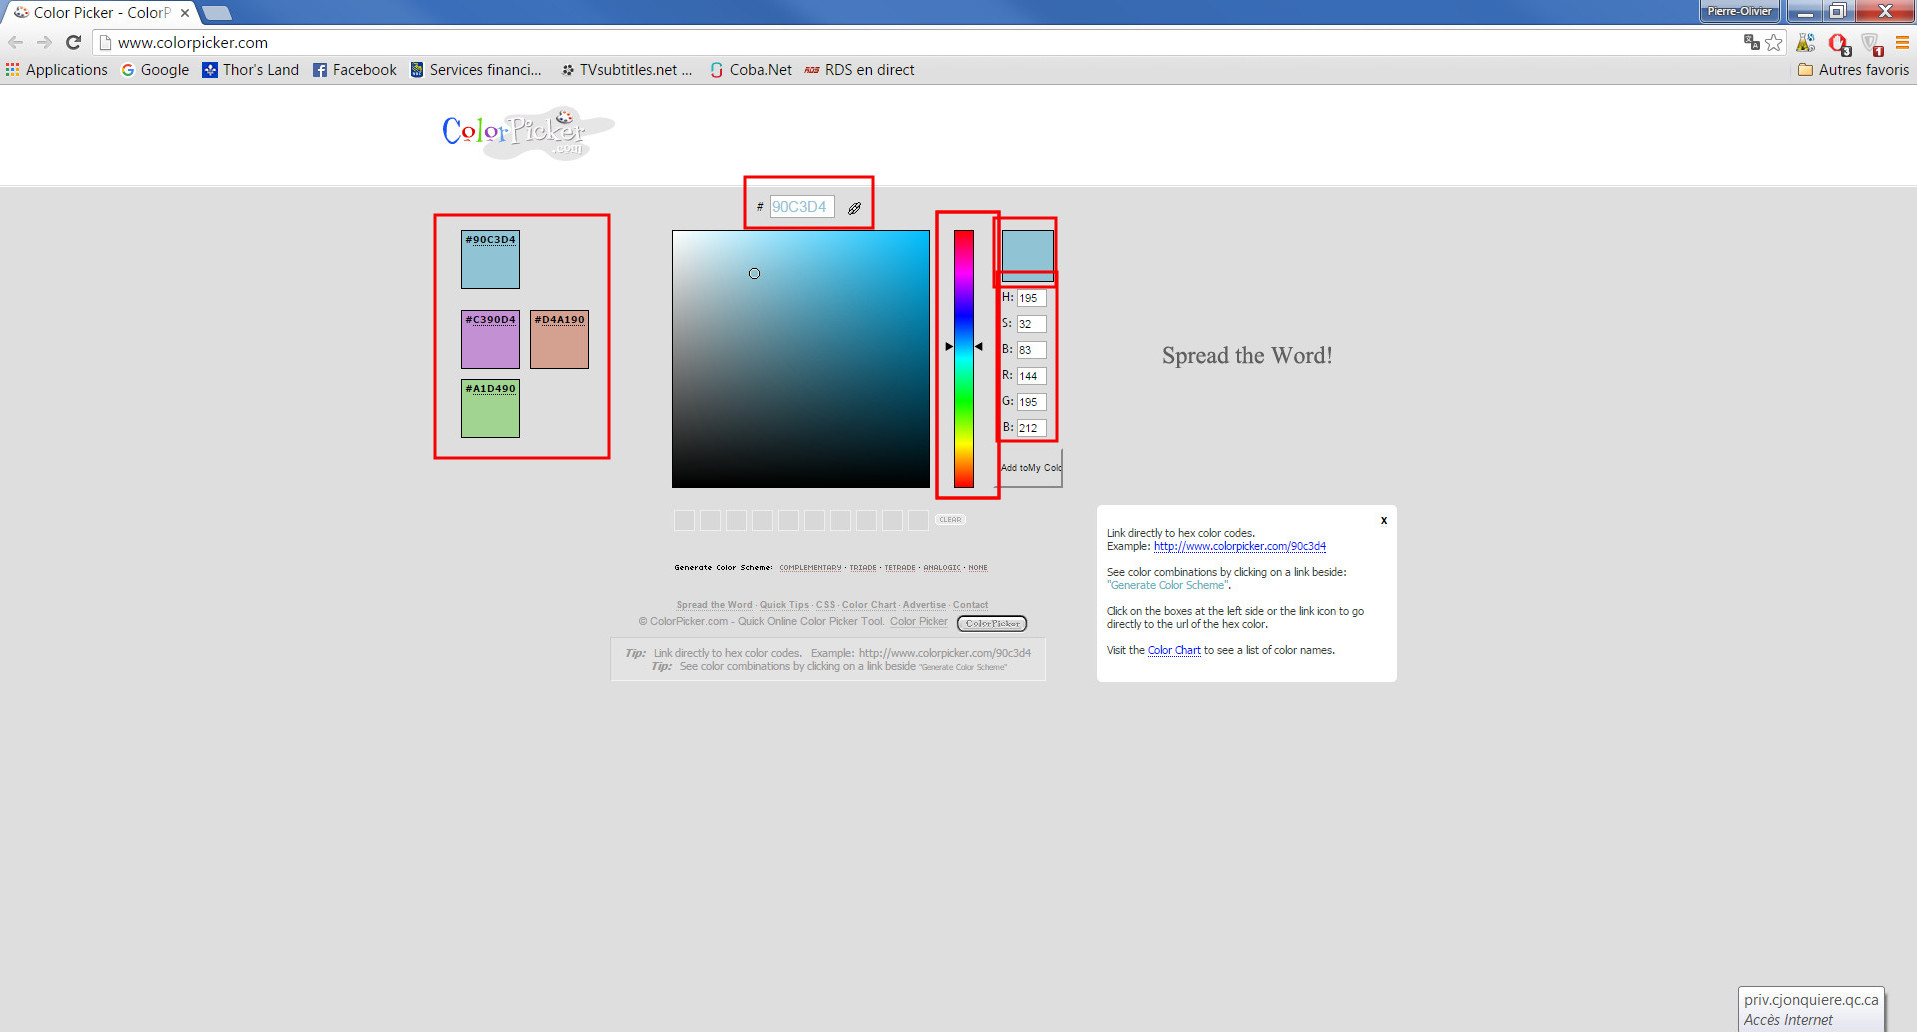 Color Picker - ColorP
Pierre-Olivier
www.colorpicker.com
3
1
Applications
Google
Thor's Land
Facebook
Services financi...
TVsubtitles.net ...
Coba.Net
RDS en direct
Autres favoris
ColorPicker
.com
# 90C3D4
#90C3D4
#C390D4
#D4A190
#A1D490
H: 195
S: 32
B: 83
R: 144
G: 195
B: 212
Add toMy Colo
Spread the Word!
CLEAR
Generate Color Scheme: COMPLEMENTARY · TRIADE · TETRADE · ANALOGIC · NONE
Spread the Word · Quick Tips · CSS · Color Chart · Advertise · Contact
© ColorPicker.com - Quick Online Color Picker Tool. Color Picker ColorPicker
Tip: Link directly to hex color codes. Example: http://www.colorpicker.com/90c3d4
Tip: See color combinations by clicking on a link beside "Generate Color Scheme"
x
Link directly to hex color codes.
Example: http://www.colorpicker.com/90c3d4
See color combinations by clicking on a link beside:
"Generate Color Scheme".
Click on the boxes at the left side or the link icon to go
directly to the url of the hex color.
Visit the Color Chart to see a list of color names.
priv.cjonquiere.qc.ca
Accès Internet